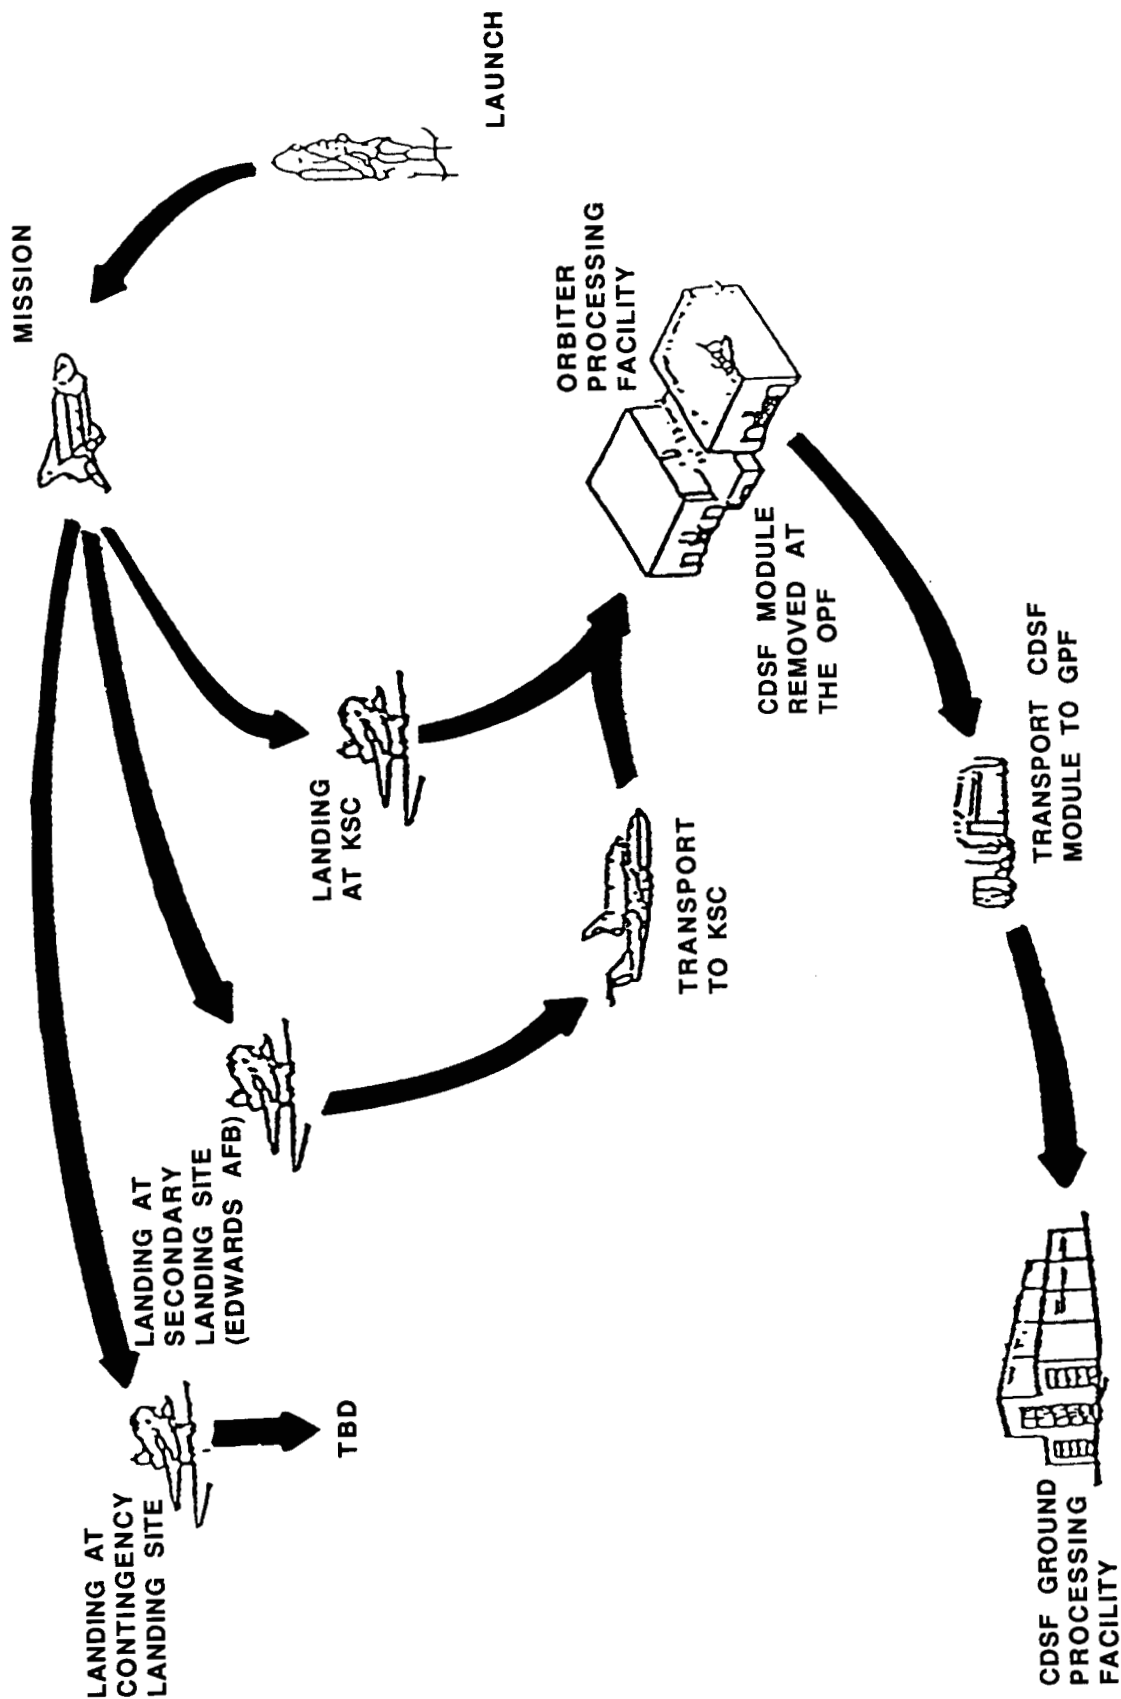 MISSION
LAUNCH
LANDING AT
CONTINGENCY
LANDING SITE
TBD
LANDING AT
SECONDARY
LANDING SITE
(EDWARDS AFB)
LANDING
AT KSC
TRANSPORT
TO KSC
ORBITER
PROCESSING
FACILITY
CDSF MODULE
REMOVED AT
THE OPF
TRANSPORT CDSF
MODULE TO GPF
CDSF GROUND
PROCESSING
FACILITY